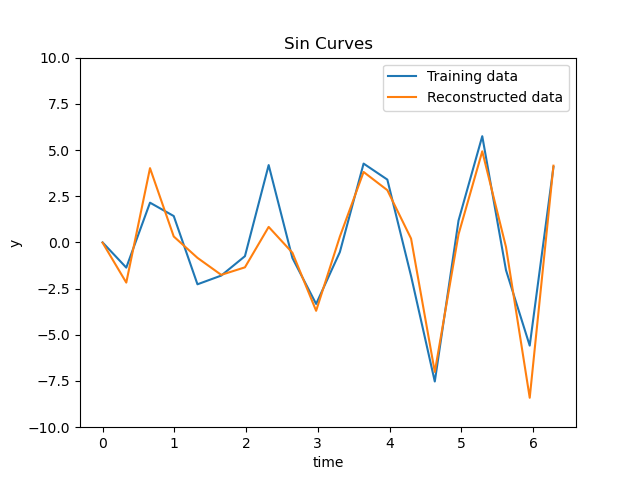 Sin Curves
Training data
Reconstructed data
10.0
7.5
5.0
2.5
0.0
−2.5
−5.0
−7.5
−10.0
y
0 1 2 3 4 5 6
time